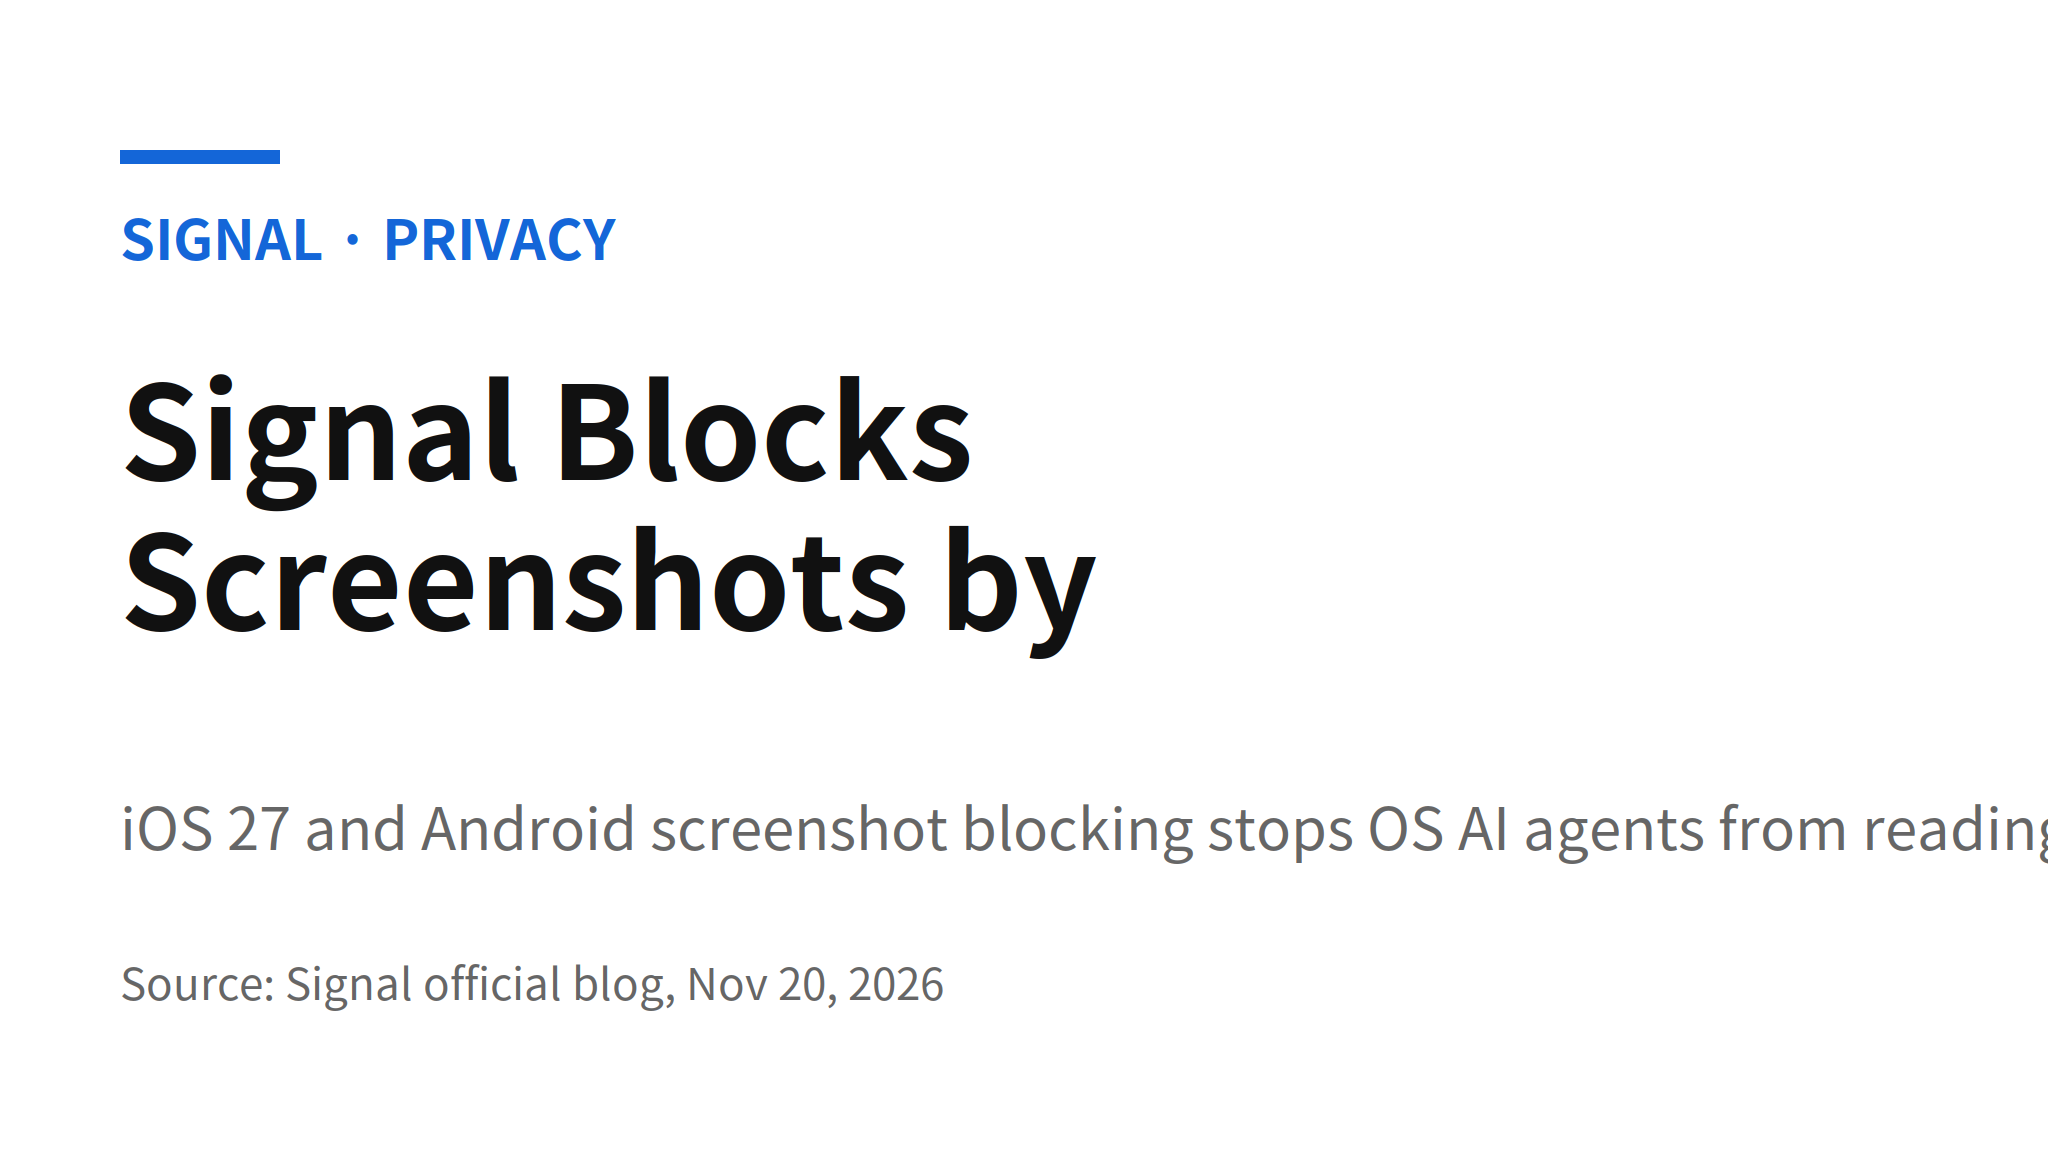 SIGNAL · PRIVACY
Signal Blocks
Screenshots by
iOS 27 and Android screenshot blocking stops OS AI agents from reading
Source: Signal official blog, Nov 20, 2026